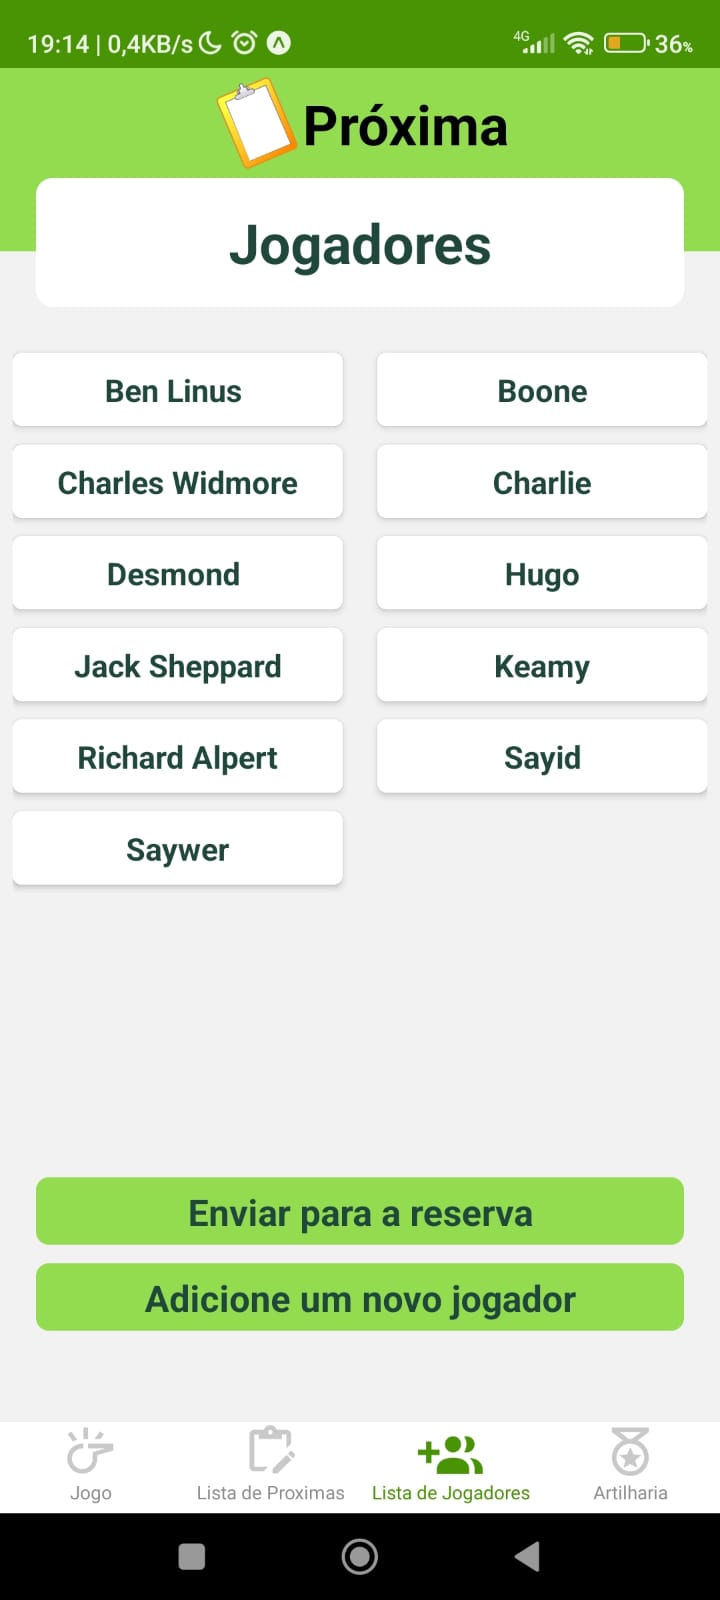 19:14 | 0,4KB/s 4G 36%
Próxima
Jogadores
Ben Linus Boone
Charles Widmore Charlie
Desmond Hugo
Jack Sheppard Keamy
Richard Alpert Sayid
Saywer
Enviar para a reserva
Adicione um novo jogador
Jogo Lista de Proximas Lista de Jogadores Artilharia